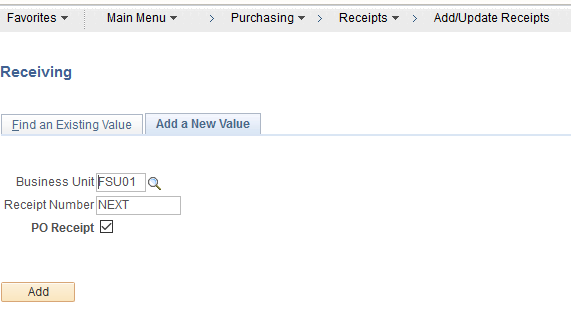 Favorites Main Menu > Purchasing > Receipts > Add/Update Receipts
Receiving
Find an Existing Value Add a New Value
Business Unit FSU01
Receipt Number NEXT
PO Receipt
Add